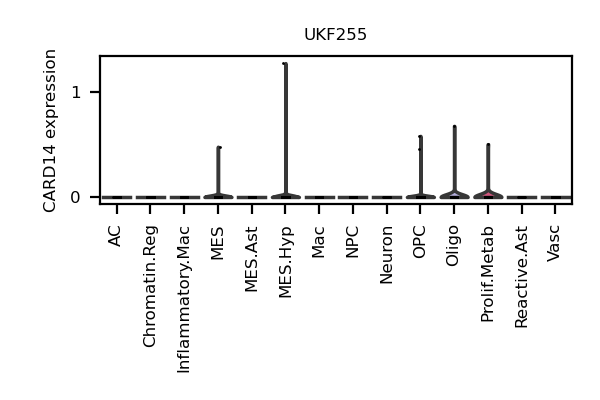 UKF255
CARD14 expression
1
0
AC
Chromatin.Reg
Inflammatory.Mac
MES
MES.Ast
MES.Hyp
Mac
NPC
Neuron
OPC
Oligo
Prolif.Metab
Reactive.Ast
Vasc